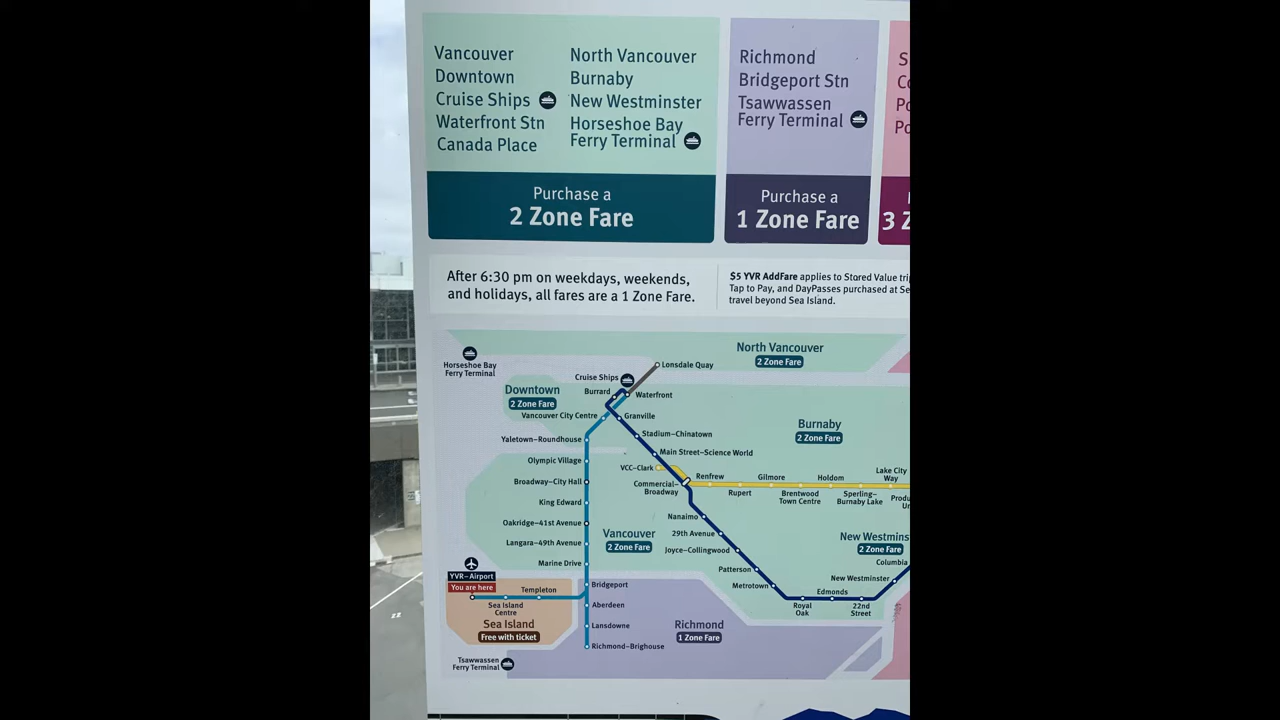 Vancouver
Downtown
Cruise Ships
Waterfront Stn
Canada Place
North Vancouver
Burnaby
New Westminster
Horseshoe Bay
Ferry Terminal
Purchase a
2 Zone Fare
Richmond
Bridgeport Stn
Tsawwassen
Ferry Terminal
Purchase a
1 Zone Fare
3 Z
After 6:30 pm on weekdays, weekends,
and holidays, all fares are a 1 Zone Fare.
$5 YVR AddFare applies to Stored Value
Tap to Pay, and DayPasses purchased at
travel beyond Sea Island.
North Vancouver
2 Zone Fare
Horseshoe Bay
Ferry Terminal
Lonsdale Quay
Cruise Ships
Downtown
2 Zone Fare
Burrard
Waterfront
Vancouver City Centre
Granville
Burnaby
2 Zone Fare
Stadium–Chinatown
Yaletown–Roundhouse
Main Street–Science World
Olympic Village
VCC–Clark
Renfrew
Gilmore
Holdom
Lake City
Way
Broadway–City Hall
Commercial–
Broadway
Rupert
Brentwood
Town Centre
Sperling–
Burnaby Lake
King Edward
Nanaimo
Oakridge–41st Avenue
29th Avenue
Vancouver
2 Zone Fare
Langara–49th Avenue
Joyce–Collingwood
New Westmins
2 Zone Fare
Marine Drive
Patterson
Columbia
YVR–Airport
You are here
Templeton
Bridgeport
Metrotown
New Westminster
Edmonds
Sea Island
Centre
Aberdeen
Royal
Oak
22nd
Street
Sea Island
Free with ticket
Lansdowne
Richmond
1 Zone Fare
Richmond–Brighouse
Tsawwassen
Ferry Terminal